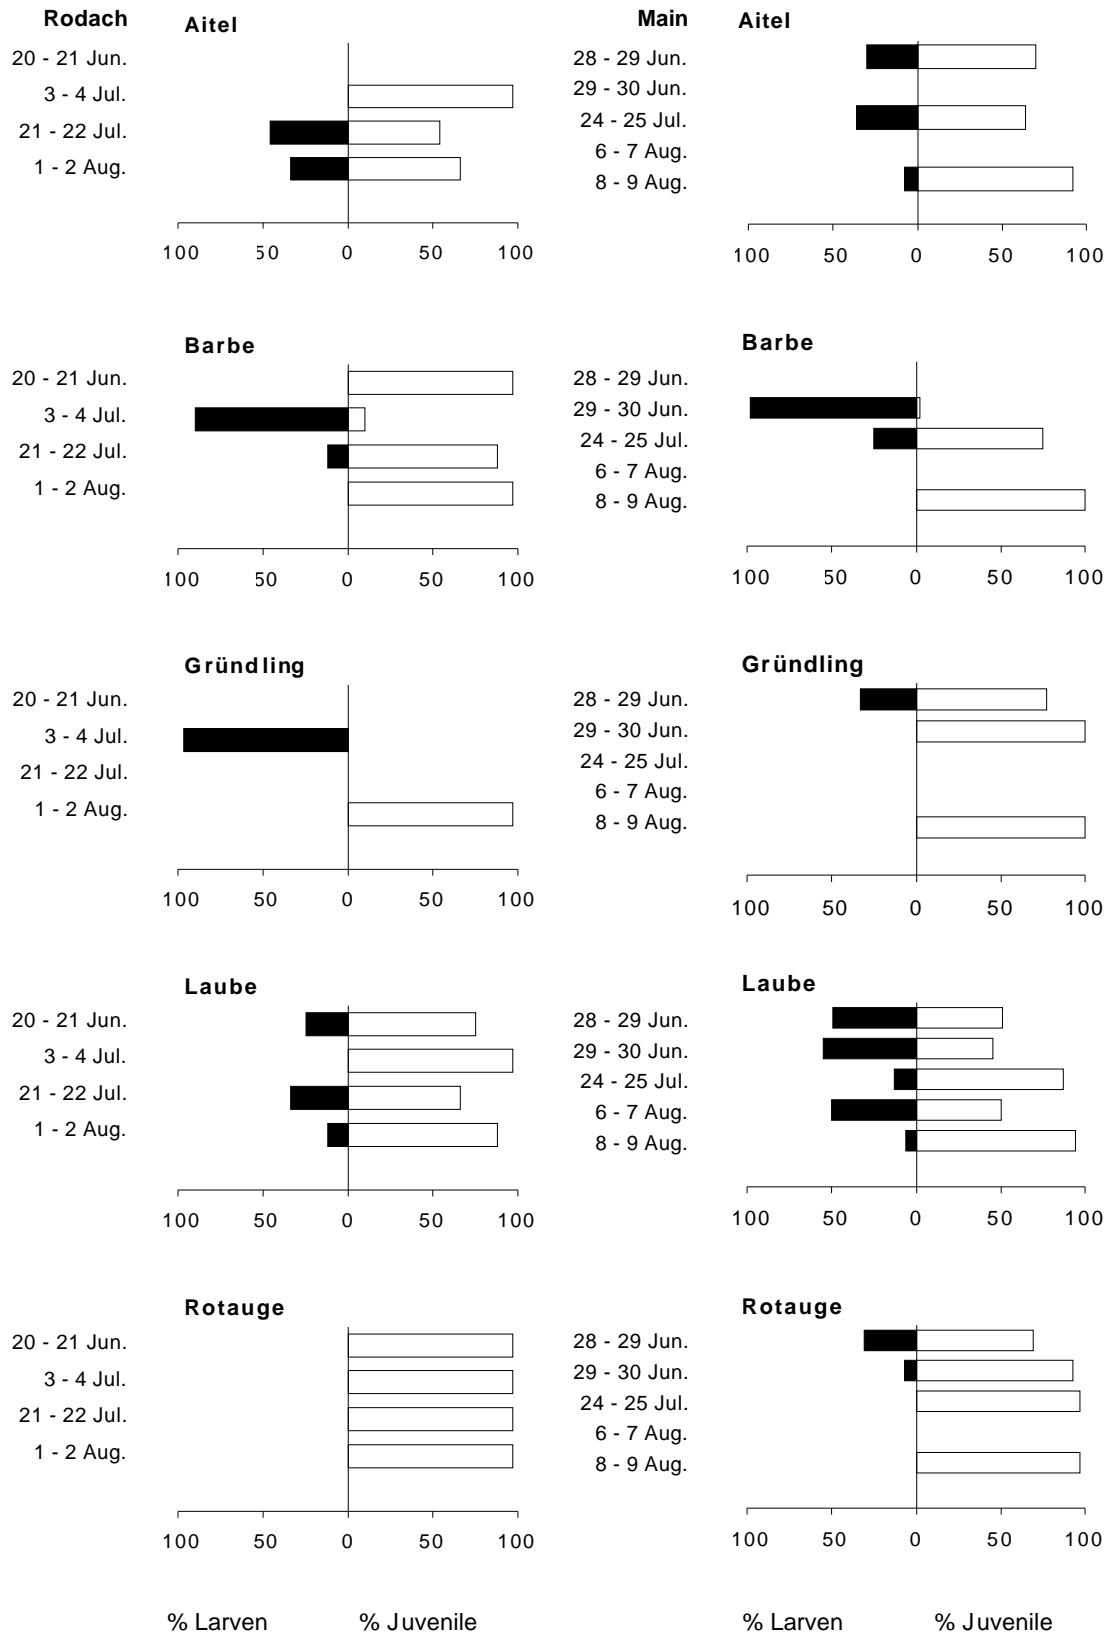 Rodach
Aitel
20 - 21 Jun.
3 - 4 Jul.
21 - 22 Jul.
1 - 2 Aug.
100 50 0 50 100
Barbe
20 - 21 Jun.
3 - 4 Jul.
21 - 22 Jul.
1 - 2 Aug.
100 50 0 50 100
Gründling
20 - 21 Jun.
3 - 4 Jul.
21 - 22 Jul.
1 - 2 Aug.
100 50 0 50 100
Laube
20 - 21 Jun.
3 - 4 Jul.
21 - 22 Jul.
1 - 2 Aug.
100 50 0 50 100
Rotauge
20 - 21 Jun.
3 - 4 Jul.
21 - 22 Jul.
1 - 2 Aug.
100 50 0 50 100
% Larven % Juvenile
Main
Aitel
28 - 29 Jun.
29 - 30 Jun.
24 - 25 Jul.
6 - 7 Aug.
8 - 9 Aug.
100 50 0 50 100
Barbe
28 - 29 Jun.
29 - 30 Jun.
24 - 25 Jul.
6 - 7 Aug.
8 - 9 Aug.
100 50 0 50 100
Gründling
28 - 29 Jun.
29 - 30 Jun.
24 - 25 Jul.
6 - 7 Aug.
8 - 9 Aug.
100 50 0 50 100
Laube
28 - 29 Jun.
29 - 30 Jun.
24 - 25 Jul.
6 - 7 Aug.
8 - 9 Aug.
100 50 0 50 100
Rotauge
28 - 29 Jun.
29 - 30 Jun.
24 - 25 Jul.
6 - 7 Aug.
8 - 9 Aug.
100 50 0 50 100
% Larven % Juvenile